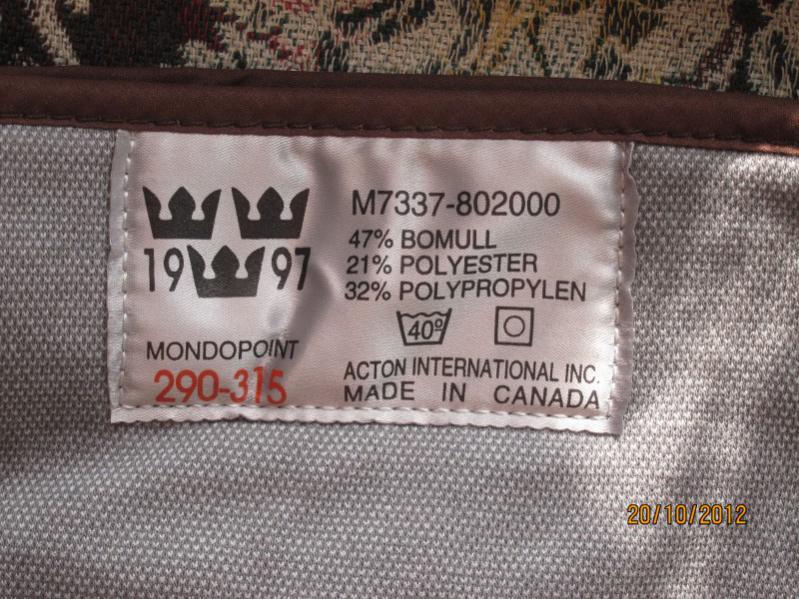 19 97
MONDOPOINT
290-315
M7337-802000
47% BOMULL
21% POLYESTER
32% POLYPROPYLEN
40º
ACTON INTERNATIONAL INC.
MADE IN CANADA
20/10/2012